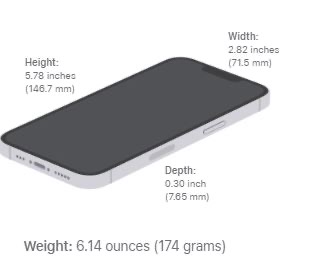 Width:
2.82 inches
(71.5 mm)
Height:
5.78 inches
(146.7 mm)
Depth:
0.30 inch
(7.65 mm)
Weight: 6.14 ounces (174 grams)